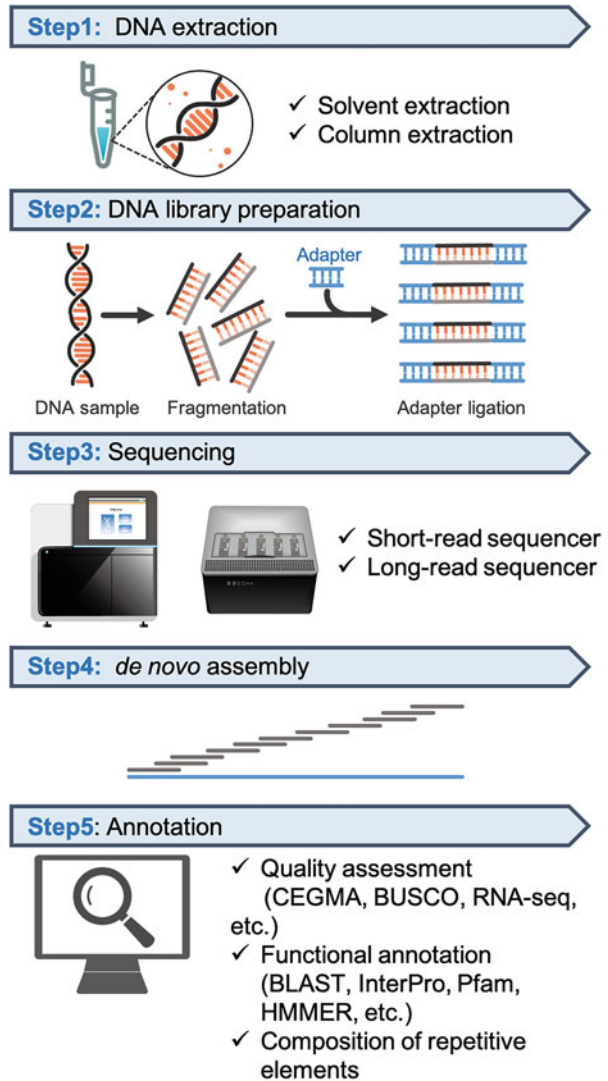 Step1: DNA extraction
✓ Solvent extraction
✓ Column extraction
Step2: DNA library preparation
Adapter
DNA sample
Fragmentation
Adapter ligation
Step3: Sequencing
✓ Short-read sequencer
✓ Long-read sequencer
Step4: de novo assembly
Step5: Annotation
✓ Quality assessment
(CEGMA, BUSCO, RNA-seq,
etc.)
✓ Functional annotation
(BLAST, InterPro, Pfam,
HMMER, etc.)
✓ Composition of repetitive
elements